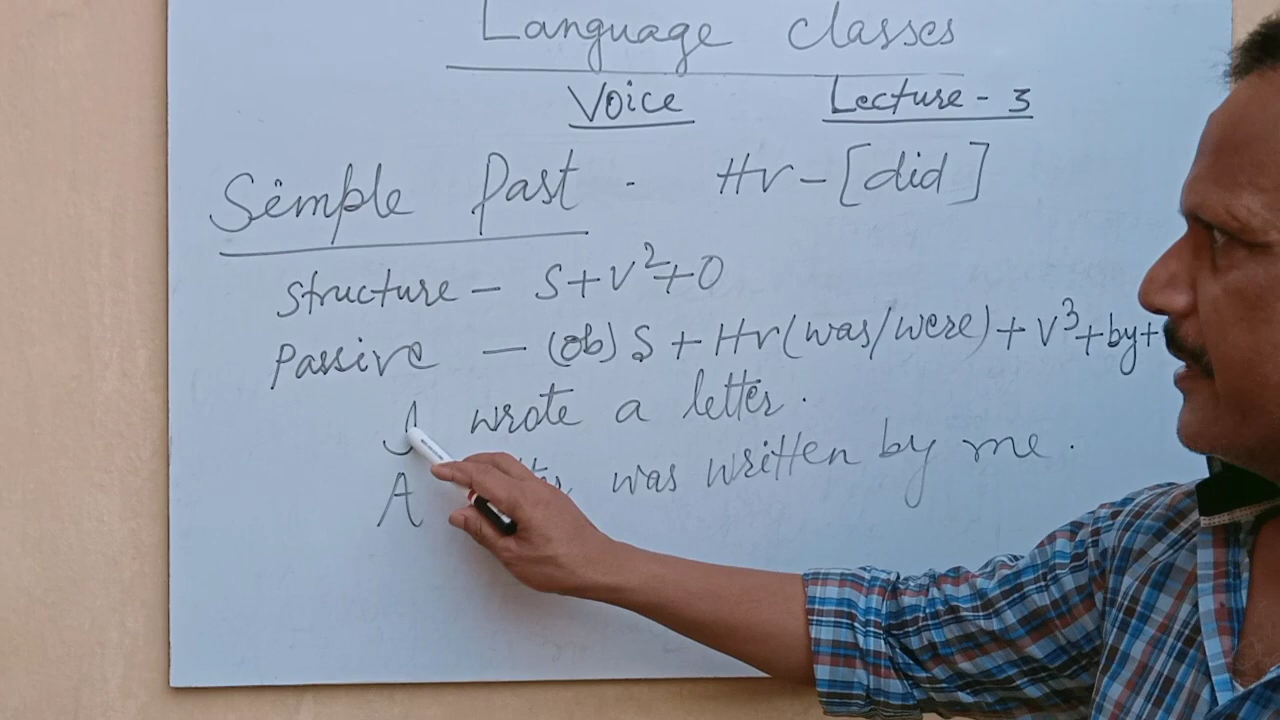 Language classes
Voice Lecture - 3
Simple Past - Hv - [did]
Structure - S + V² + O
Passive - (ob) S + Hv (was/were) + V³ + by +
I wrote a letter.
A was written by me.